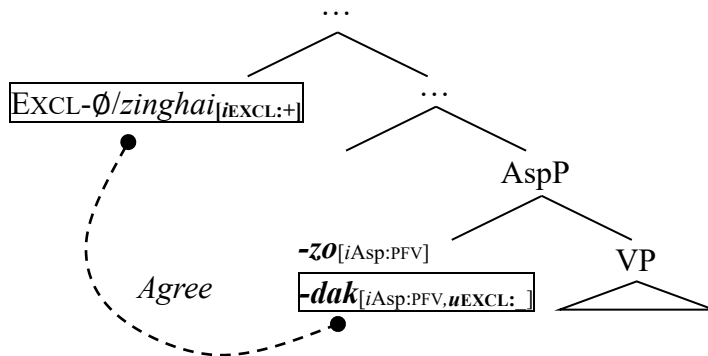 …
EXCL-∅/zinghai[iEXCL:+]
…
AspP
-zo[iAsp:PFV]
VP
Agree
-dak[iAsp:PFV,uEXCL:_]